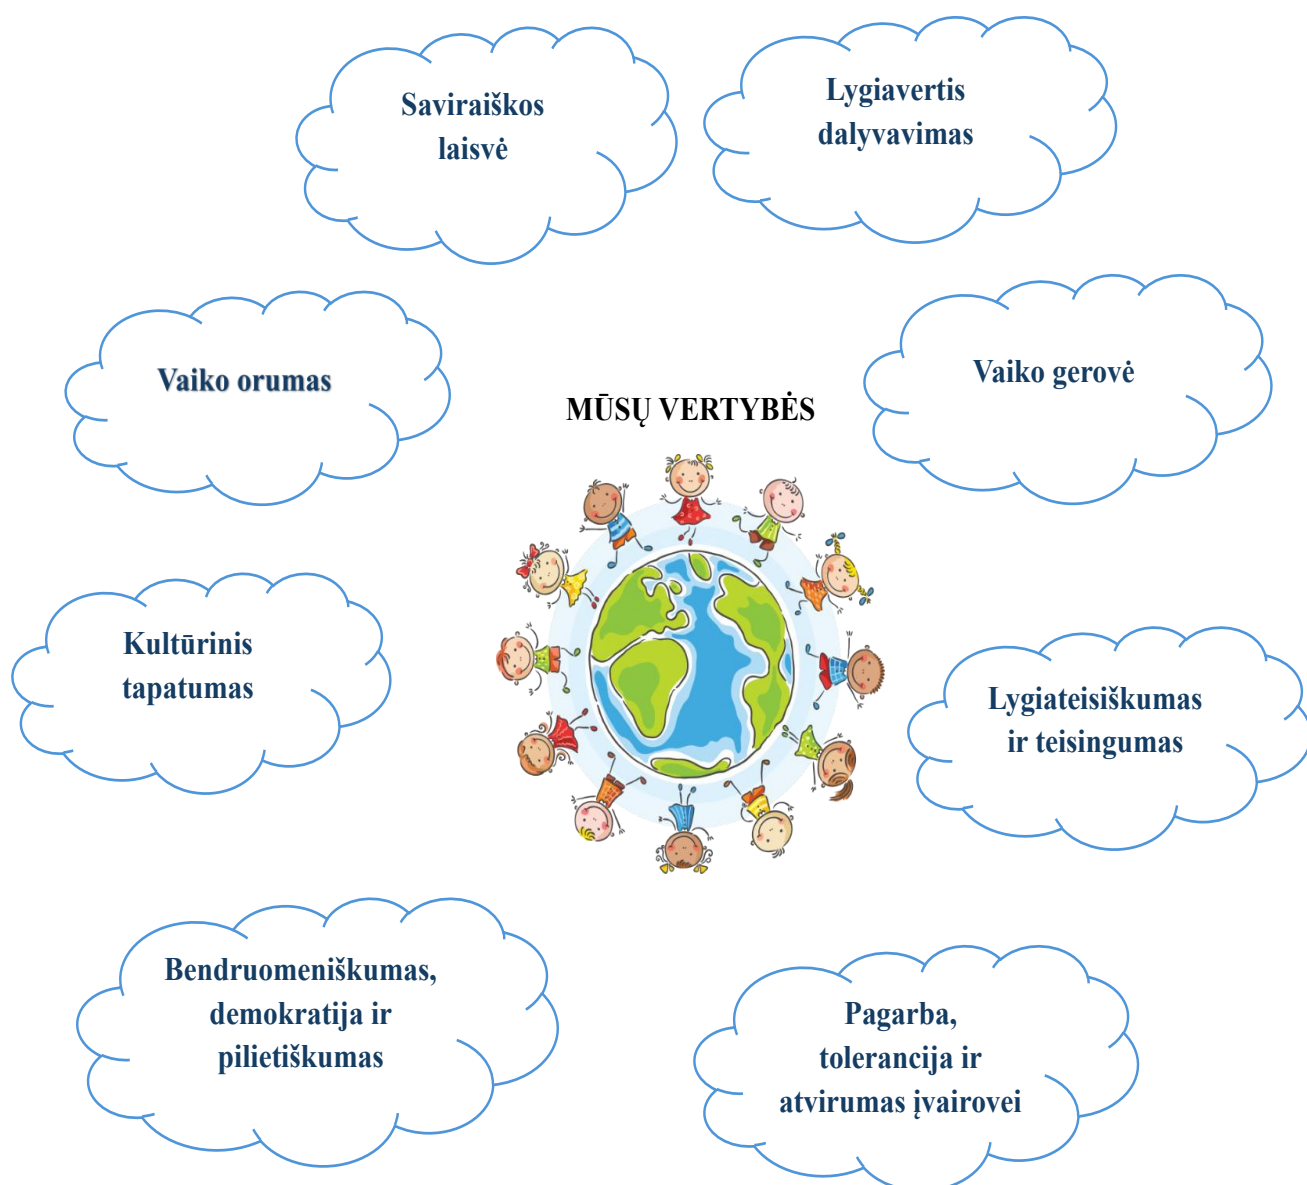 Saviraiškos
laisvė
Lygiavertis
dalyvavimas
Vaiko orumas
Vaiko gerovė
MŪSŲ VERTYBĖS
Kultūrinis
tapatumas
Lygiateisiškumas
ir teisingumas
Bendruomeniškumas,
demokratija ir
pilietiškumas
Pagarba,
tolerancija ir
atvirumas įvairovei